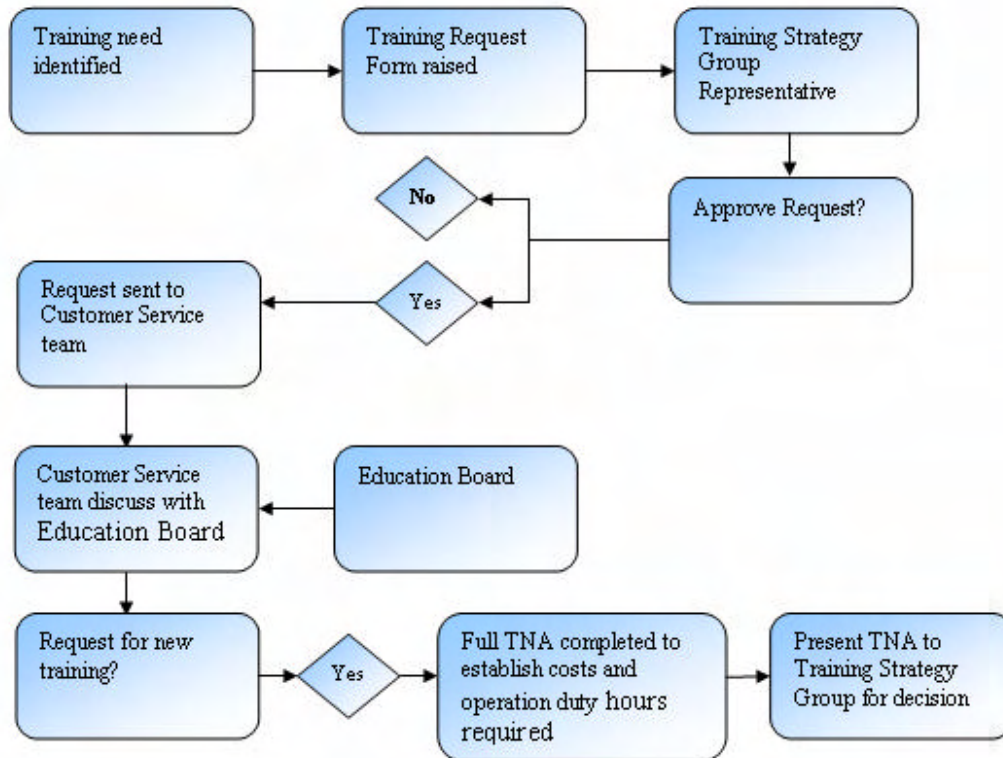 Training need
identified
Training Request
Form raised
Training Strategy
Group
Representative
Approve Request?
No
Yes
Request sent to
Customer Service
team
Customer Service
team discuss with
Education Board
Education Board
Request for new
training?
Yes
Full TNA completed to
establish costs and
operation duty hours
required
Present TNA to
Training Strategy
Group for decision